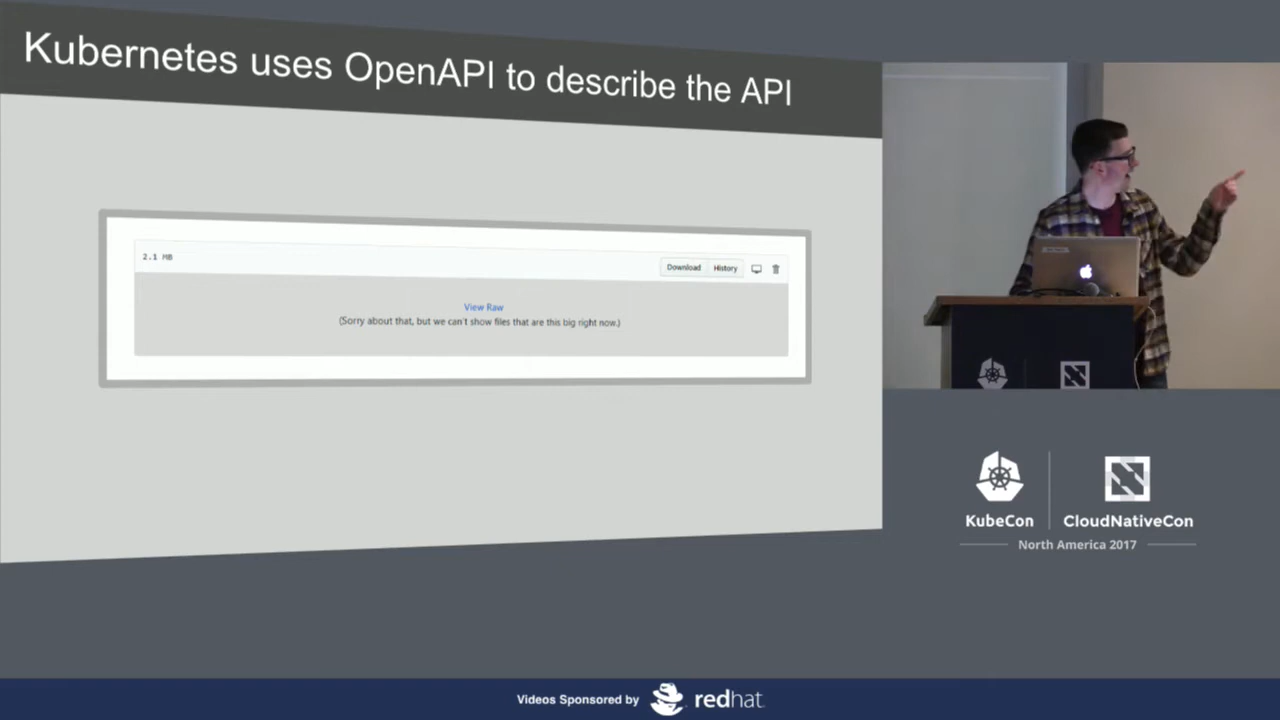 Kubernetes uses OpenAPI to describe the API
2.1 MB
Download
History
View Raw
(Sorry about that, but we can't show files that are this big right now.)
KubeCon
CloudNativeCon
North America 2017
Videos Sponsored by
redhat